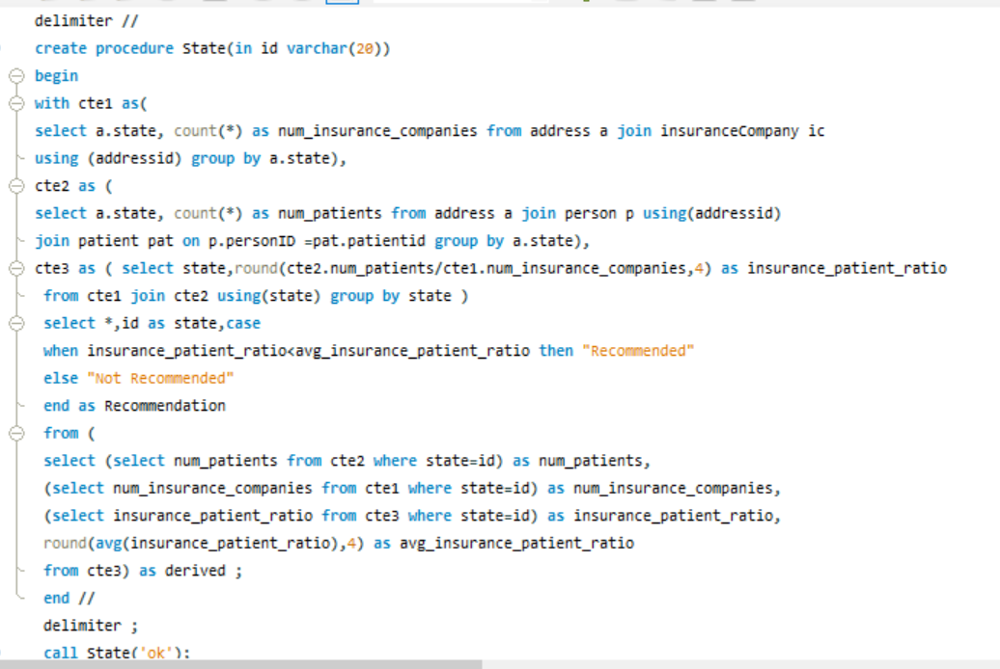 delimiter //
create procedure State(in id varchar(20))
begin
with cte1 as(
select a.state, count(*) as num_insurance_companies from address a join insuranceCompany ic
using (addressid) group by a.state),
cte2 as (
select a.state, count(*) as num_patients from address a join person p using(addressid)
join patient pat on p.personID =pat.patientid group by a.state),
cte3 as ( select state,round(cte2.num_patients/cte1.num_insurance_companies,4) as insurance_patient_ratio
from cte1 join cte2 using(state) group by state )
select *,id as state,case
when insurance_patient_ratio<avg_insurance_patient_ratio then "Recommended"
else "Not Recommended"
end as Recommendation
from (
select (select num_patients from cte2 where state=id) as num_patients,
(select num_insurance_companies from cte1 where state=id) as num_insurance_companies,
(select insurance_patient_ratio from cte3 where state=id) as insurance_patient_ratio,
round(avg(insurance_patient_ratio),4) as avg_insurance_patient_ratio
from cte3) as derived ;
end //
delimiter ;
call State('ok');